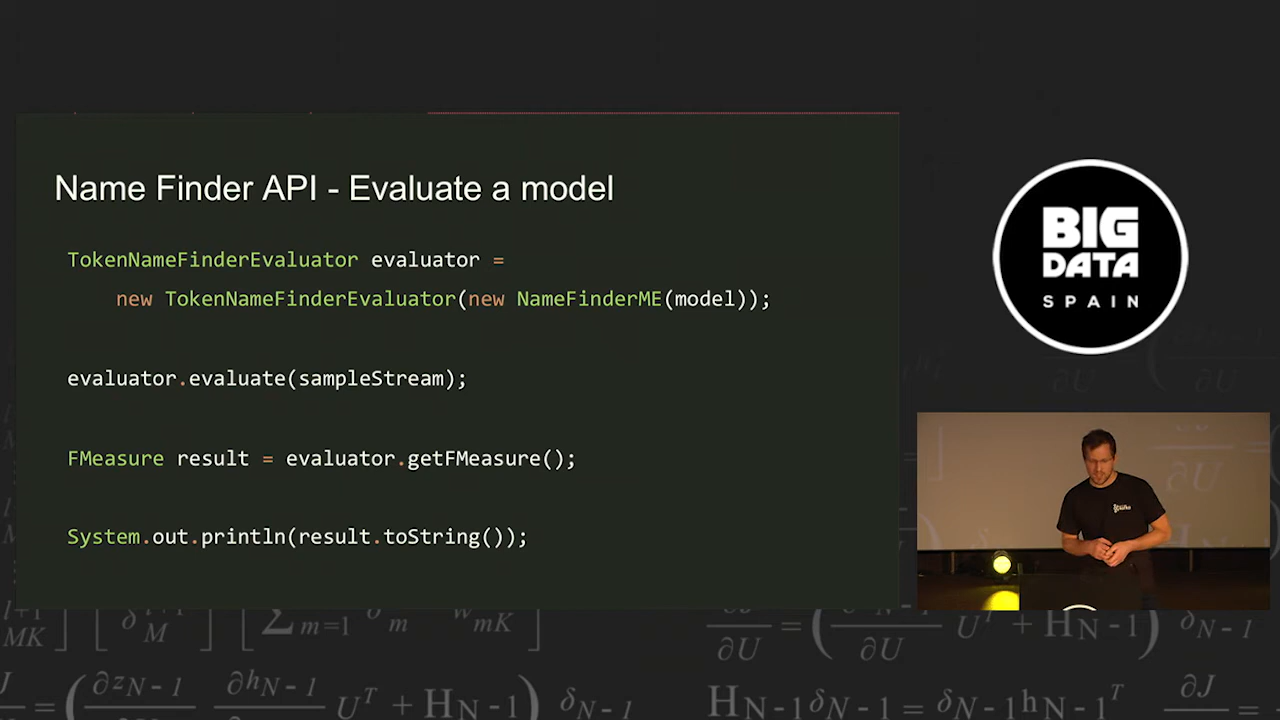 Name Finder API - Evaluate a model
TokenNameFinderEvaluator evaluator =
new TokenNameFinderEvaluator(new NameFinderME(model));
evaluator.evaluate(sampleStream);
FMeasure result = evaluator.getFMeasure();
System.out.println(result.toString());
BIG
DATA
SPAIN